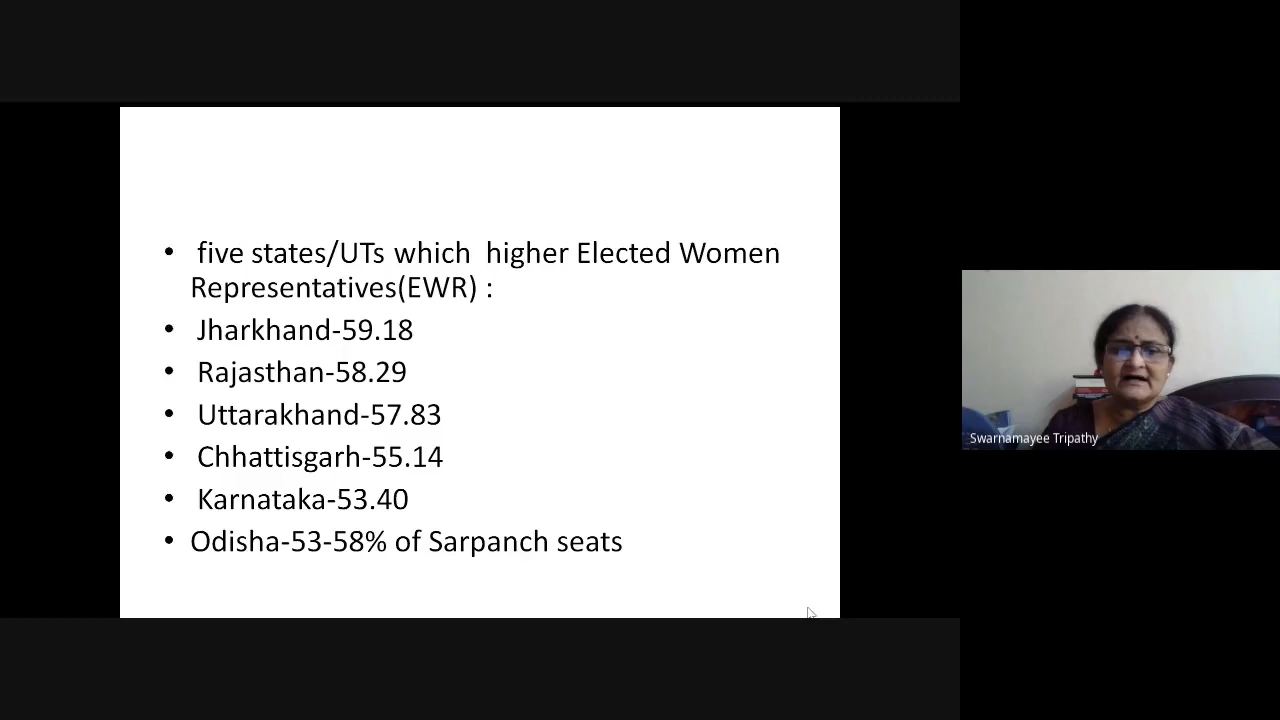 • five states/UTs which  higher Elected Women
Representatives(EWR) :
• Jharkhand-59.18
• Rajasthan-58.29
• Uttarakhand-57.83
• Chhattisgarh-55.14
• Karnataka-53.40
• Odisha-53-58% of Sarpanch seats
Swarnamayee Tripathy